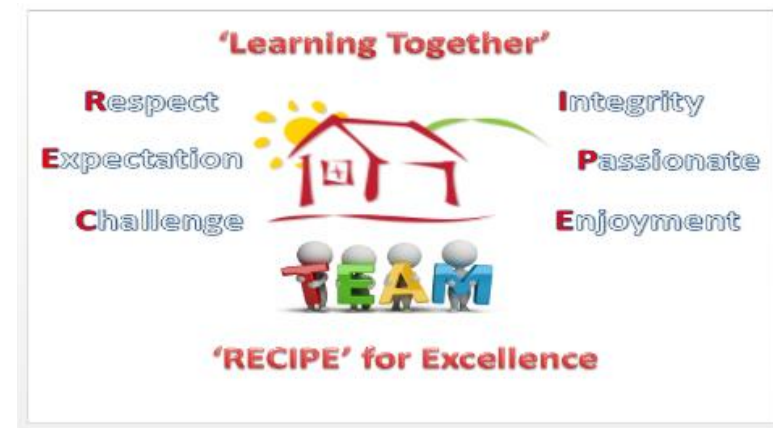 ‘Learning Together’
Respect
Expectation
Challenge
Integrity
Passionate
Enjoyment
TEAM
‘RECIPE’ for Excellence